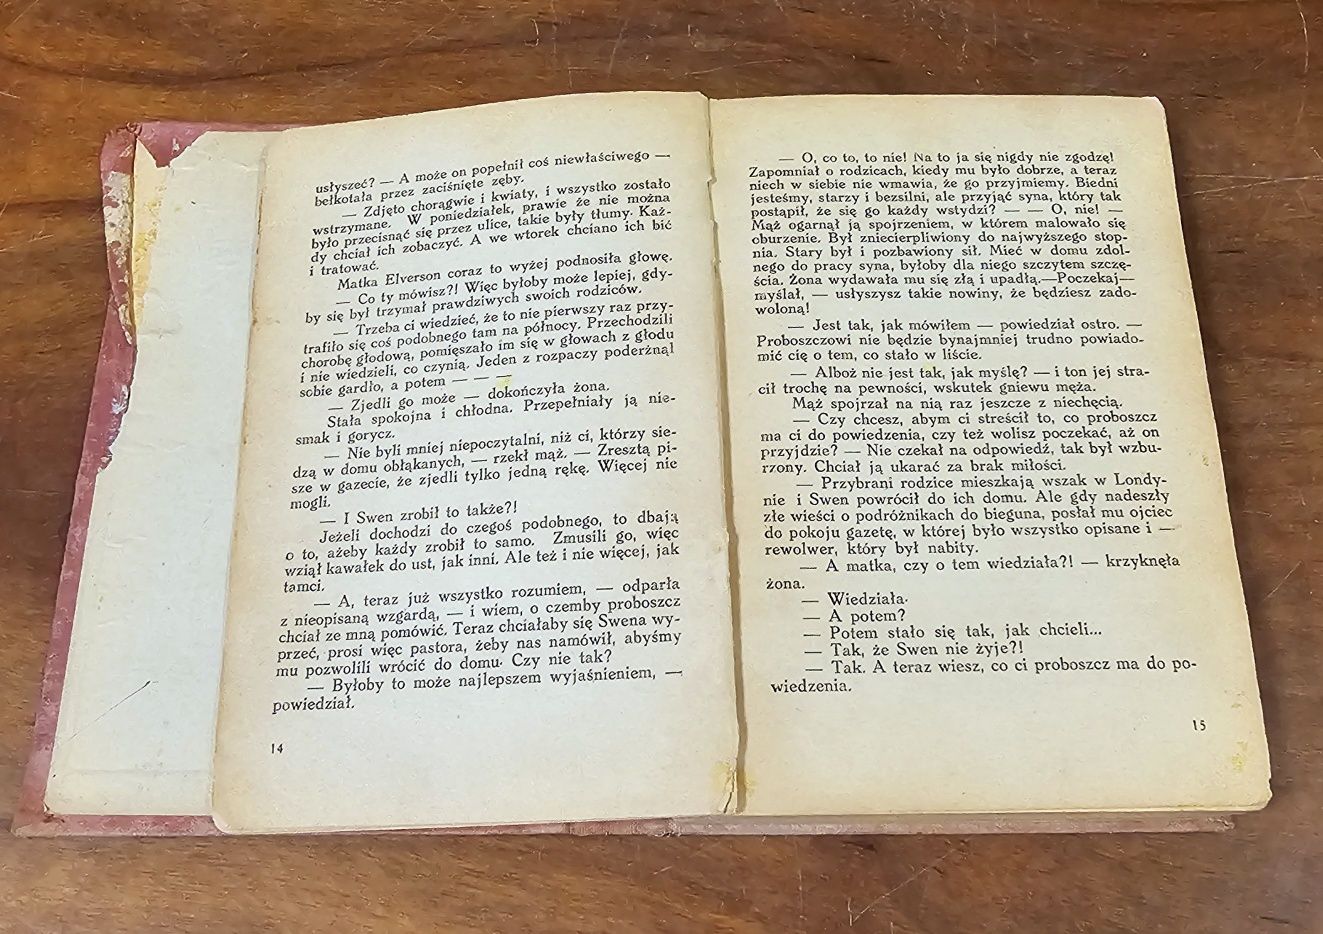 usłyszeć? — A może on popełnił coś niewłaściwego —
bełkotała przez zaciśnięte zęby.
— Zdjęto chorągwie i kwiaty, i wszystko zostało
wstrzymane. W poniedziałek, prawie że nie można
było przecisnąć się przez ulice, takie były tłumy. Każ-
dy chciał ich zobaczyć. A we wtorek chciano ich bić
i tratować.
Matka Elverson coraz to wyżej podnosiła głowę.
— Co ty mówisz?! Więc byłoby może lepiej, gdy-
by się był trzymał prawdziwych swoich rodziców.
— Trzeba ci wiedzieć, że to nie pierwszy raz przy-
trafiło się coś podobnego tam na północy. Przechodzili
chorobę głodową, pomięszało im się w głowach z głodu
i nie wiedzieli, co czynią. Jeden z rozpaczy poderżnął
sobie gardło, a potem — — —
— Zjedli go może — dokończyła żona.
Stała spokojna i chłodna. Przepełniały ją nie-
smak i gorycz.
— Nie byli mniej niepoczytalni, niż ci, którzy sie-
dzą w domu obłąkanych, — rzekł mąż. — Zresztą pi-
sze w gazecie, że zjedli tylko jedną rękę. Więcej nie
mogli.
— I Swen zrobił to także?!
Jeżeli dochodzi do czegoś podobnego, to dbają
o to, ażeby każdy zrobił to samo. Zmusili go, więc
wziął kawałek do ust, jak inni. Ale też i nie więcej, jak
tamci.
— A, teraz już wszystko rozumiem, — odparła
z nieopisaną wzgardą, — i wiem, o czemby proboszcz
chciał ze mną pomówić. Teraz chciałaby się Swena wy-
przeć, prosi więc pastora, żeby nas namówił, abyśmy
mu pozwolili wrócić do domu. Czy nie tak?
— Byłoby to może najlepszem wyjaśnieniem, —
powiedział.
14
— O, co to, to nie! Na to ja się nigdy nie zgodzę!
Zapomniał o rodzicach, kiedy mu było dobrze, a teraz
niech w siebie nie wmawia, że go przyjmiemy. Biedni
jesteśmy, starzy i bezsilni, ale przyjąć syna, który tak
postąpił, że się go każdy wstydzi? — — O, nie! —
Mąż ogarnął ją spojrzeniem, w którem malowało się
oburzenie. Był zniecierpliwiony do najwyższego stop-
nia. Stary był i pozbawiony sił. Mieć w domu zdol-
nego do pracy syna, byłoby dla niego szczytem szczę-
ścia. Żona wydawała mu się złą i upadłą.—Poczekaj—
myślał, — usłyszysz takie nowiny, że będziesz zado-
woloną!
— Jest tak, jak mówiłem — powiedział ostro. —
Proboszczowi nie będzie bynajmniej trudno powiado-
mić cię o tem, co stało w liście.
— Alboż nie jest tak, jak myślę? — i ton jej stra-
cił trochę na pewności, wskutek gniewu męża.
Mąż spojrzał na nią raz jeszcze z niechęcią.
— Czy chcesz, abym ci streścił to, co proboszcz
ma ci do powiedzenia, czy też wolisz poczekać, aż on
przyjdzie? — Nie czekał na odpowiedź, tak był wzbu-
rzony. Chciał ją ukarać za brak miłości.
— Przybrani rodzice mieszkają wszak w Londy-
nie i Swen powrócił do ich domu. Ale gdy nadeszły
złe wieści o podróżnikach do bieguna, posłał mu ojciec
do pokoju gazetę, w której było wszystko opisane i —
rewolwer, który był nabity.
— A matka, czy o tem wiedziała?! — krzyknęła
żona.
— Wiedziała.
— A potem?
— Potem stało się tak, jak chcieli...
— Tak, że Swen nie żyje?!
— Tak. A teraz wiesz, co ci proboszcz ma do po-
wiedzenia.
15